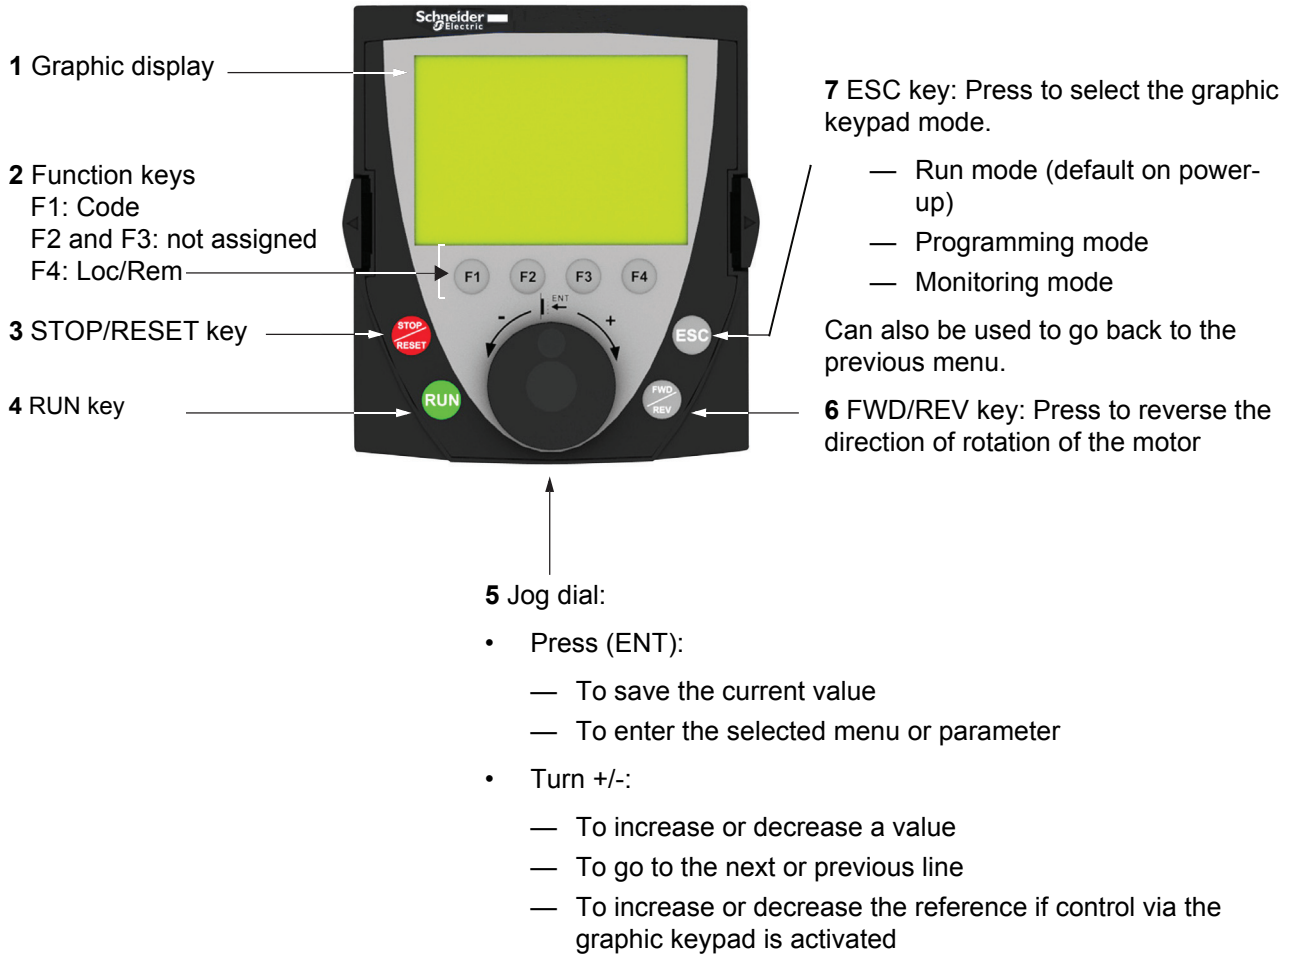 Schneider
Electric
1 Graphic display
2 Function keys
F1: Code
F2 and F3: not assigned
F4: Loc/Rem
3 STOP/RESET key
4 RUN key
F1
F2
F3
F4
ENT
-
+
STOP
RESET
RUN
ESC
FWD
REV
7 ESC key: Press to select the graphic
keypad mode.
— Run mode (default on power-
up)
— Programming mode
— Monitoring mode
Can also be used to go back to the
previous menu.
6 FWD/REV key: Press to reverse the
direction of rotation of the motor
5 Jog dial:
• Press (ENT):
— To save the current value
— To enter the selected menu or parameter
• Turn +/-:
— To increase or decrease a value
— To go to the next or previous line
— To increase or decrease the reference if control via the
graphic keypad is activated